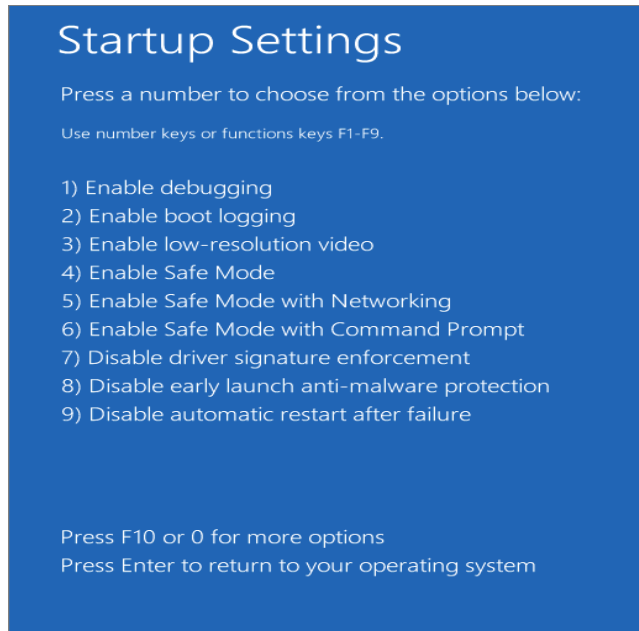 Startup Settings
Press a number to choose from the options below:
Use number keys or functions keys F1-F9.
1) Enable debugging
2) Enable boot logging
3) Enable low-resolution video
4) Enable Safe Mode
5) Enable Safe Mode with Networking
6) Enable Safe Mode with Command Prompt
7) Disable driver signature enforcement
8) Disable early launch anti-malware protection
9) Disable automatic restart after failure
Press F10 or 0 for more options
Press Enter to return to your operating system